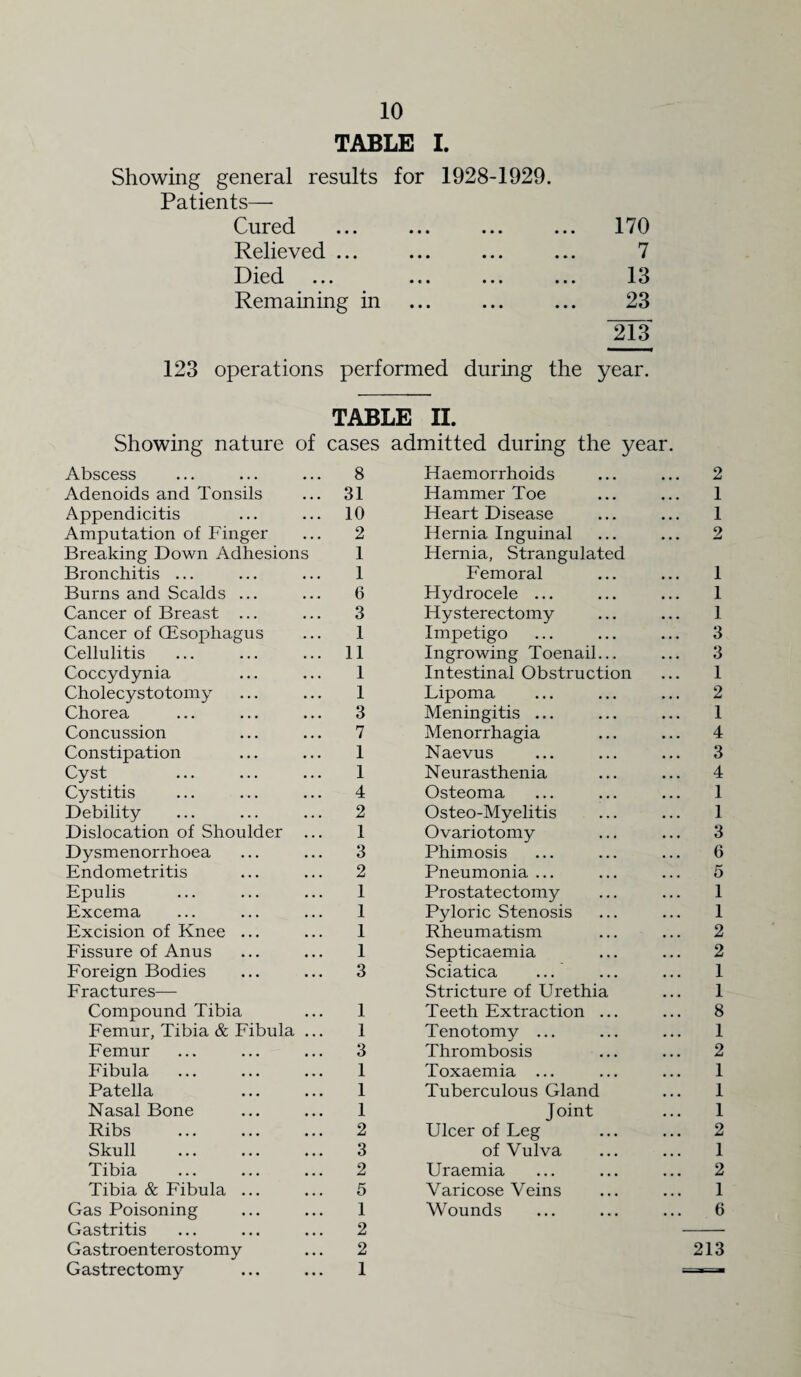 10
TABLE I.
Showing general results for 1928-1929.
Patients—
Cured ... ... ... ... 170
Relieved ... ... ... ... 7
Died ... ... ... ... 13
Remaining in ... ... ... 23
213
123 operations performed during the year.
TABLE II.
Showing nature of cases admitted during the year.
Abscess ... ... ... 8
Adenoids and Tonsils ... 31
Appendicitis ... ... 10
Amputation of Finger ... 2
Breaking Down Adhesions 1
Bronchitis ... ... ... 1
Burns and Scalds ... ... 6
Cancer of Breast ... ... 3
Cancer of Œsophagus ... 1
Cellulitis ... ... ... 11
Coccydynia ... ... 1
Cholecystotomy ... ... 1
Chorea ... ... ... 3
Concussion ... ... 7
Constipation ... ... 1
Cyst ... ... ... 1
Cystitis ... ... ... 4
Debility ... ... ... 2
Dislocation of Shoulder ... 1
Dysmenorrhoea ... ... 3
Endometritis ... ... 2
Epulis ... ... ... 1
Excema ... ... ... 1
Excision of Knee ... ... 1
Fissure of Anus ... ... 1
Foreign Bodies ... ... 3
Fractures—
Compound Tibia ... 1
Femur, Tibia & Fibula ... 1
Femur ... ... ... 3
Fibula ... ... ... 1
Patella ... ... 1
Nasal Bone ... ... 1
Ribs ... ... ... 2
Skull ... ... ... 3
Tibia ... ... ... 2
Tibia & Fibula ... ... 5
Gas Poisoning ... ... 1
Gastritis ... ... ... 2
Gastroenterostomy ... 2
Gastrectomy ... ... 1
Haemorrhoids ... ... 2
Hammer Toe ... ... 1
Heart Disease ... ... 1
Hernia Inguinal ... ... 2
Hernia, Strangulated
Femoral ... ... 1
Hydrocele ... ... ... 1
Hysterectomy ... ... 1
Impetigo ... ... ... 3
Ingrowing Toenail... ... 3
Intestinal Obstruction ... 1
Lipoma ... ... ... 2
Meningitis ... ... ... 1
Menorrhagia ... ... 4
Naevus ... ... ... 3
Neurasthenia ... ... 4
Osteoma ... ... ... 1
Osteo-Myelitis ... ... 1
Ovariotomy ... ... 3
Phimosis ... ... ... 6
Pneumonia ... ... ... 5
Prostatectomy ... ... 1
Pyloric Stenosis ... ... 1
Rheumatism ... ... 2
Septicaemia ... ... 2
Sciatica ... ... ... 1
Stricture of Urethia ... 1
Teeth Extraction ... ... 8
Tenotomy ... ... ... 1
Thrombosis ... ... 2
Toxaemia ... ... ... 1
Tuberculous Gland ... 1
Joint ... 1
Ulcer of Leg ... ... 2
of Vulva ... ... 1
Uraemia ... ... ... 2
Varicose Veins ... ... 1
Wounds ... ... ... 6
213